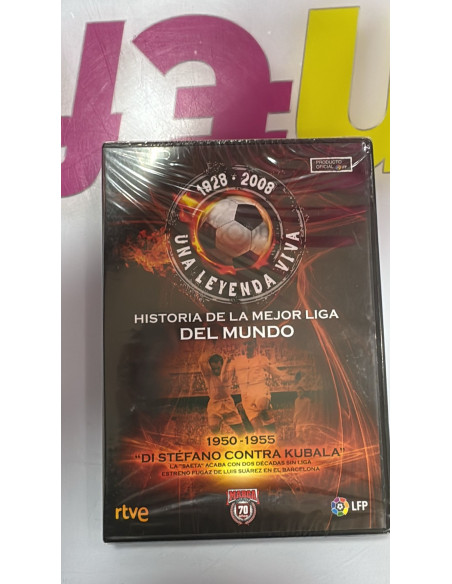 PRODUCTO
OFICIAL
1928 - 2008
UNA LEYENDA VIVA
HISTORIA DE LA MEJOR LIGA
DEL MUNDO
1950 -1955
"DI STÉFANO CONTRA KUBALA"
LA "SAETA" ACABA CON DOS DÉCADAS SIN LIGA
ESTRENO FUGAZ DE LUIS SUÁREZ EN EL BARCELONA
rtve
MARCA
70
LFP